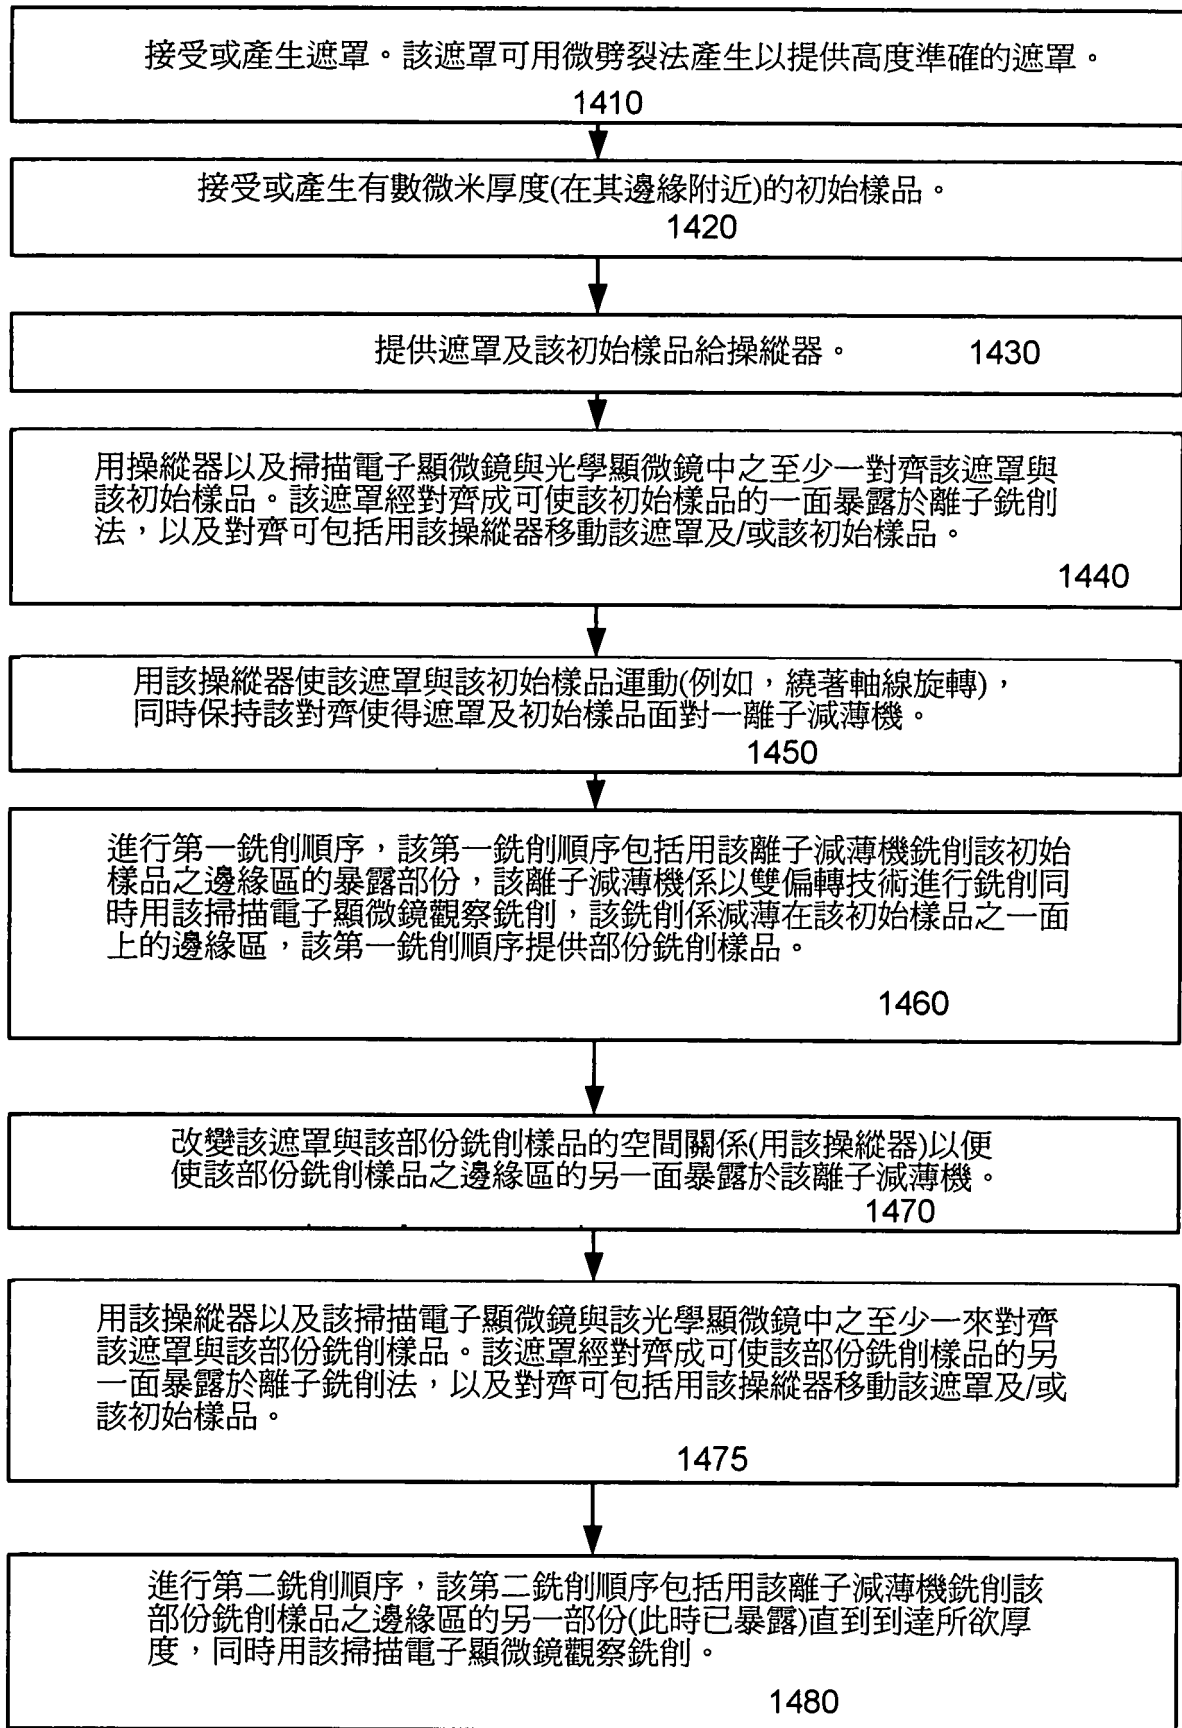 接受或產生遮罩。該遮罩可用微劈裂法產生以提供高度準確的遮罩。
1410
接受或產生有數微米厚度(在其邊緣附近)的初始樣品。
1420
提供遮罩及該初始樣品給操縱器。 1430
用操縱器以及掃描電子顯微鏡與光學顯微鏡中之至少一對齊該遮罩與
該初始樣品。該遮罩經對齊成可使該初始樣品的一面暴露於離子銑削
法，以及對齊可包括用該操縱器移動該遮罩及/或該初始樣品。
1440
用該操縱器使該遮罩與該初始樣品運動(例如，繞著軸線旋轉)，
同時保持該對齊使得遮罩及初始樣品面對一離子減薄機。
1450
進行第一銑削順序，該第一銑削順序包括用該離子減薄機銑削該初始
樣品之邊緣區的暴露部份，該離子減薄機係以雙偏轉技術進行銑削同
時用該掃描電子顯微鏡觀察銑削，該銑削係減薄在該初始樣品之一面
上的邊緣區，該第一銑削順序提供部份銑削樣品。
1460
改變該遮罩與該部份銑削樣品的空間關係(用該操縱器)以便
使該部份銑削樣品之邊緣區的另一面暴露於該離子減薄機。
1470
用該操縱器以及該掃描電子顯微鏡與該光學顯微鏡中之至少一來對齊
該遮罩與該部份銑削樣品。該遮罩經對齊成可使該部份銑削樣品的另
一面暴露於離子銑削法，以及對齊可包括用該操縱器移動該遮罩及/或
該初始樣品。
1475
進行第二銑削順序，該第二銑削順序包括用該離子減薄機銑削該
部份銑削樣品之邊緣區的另一部份(此時已暴露)直到到達所欲厚
度，同時用該掃描電子顯微鏡觀察銑削。
1480